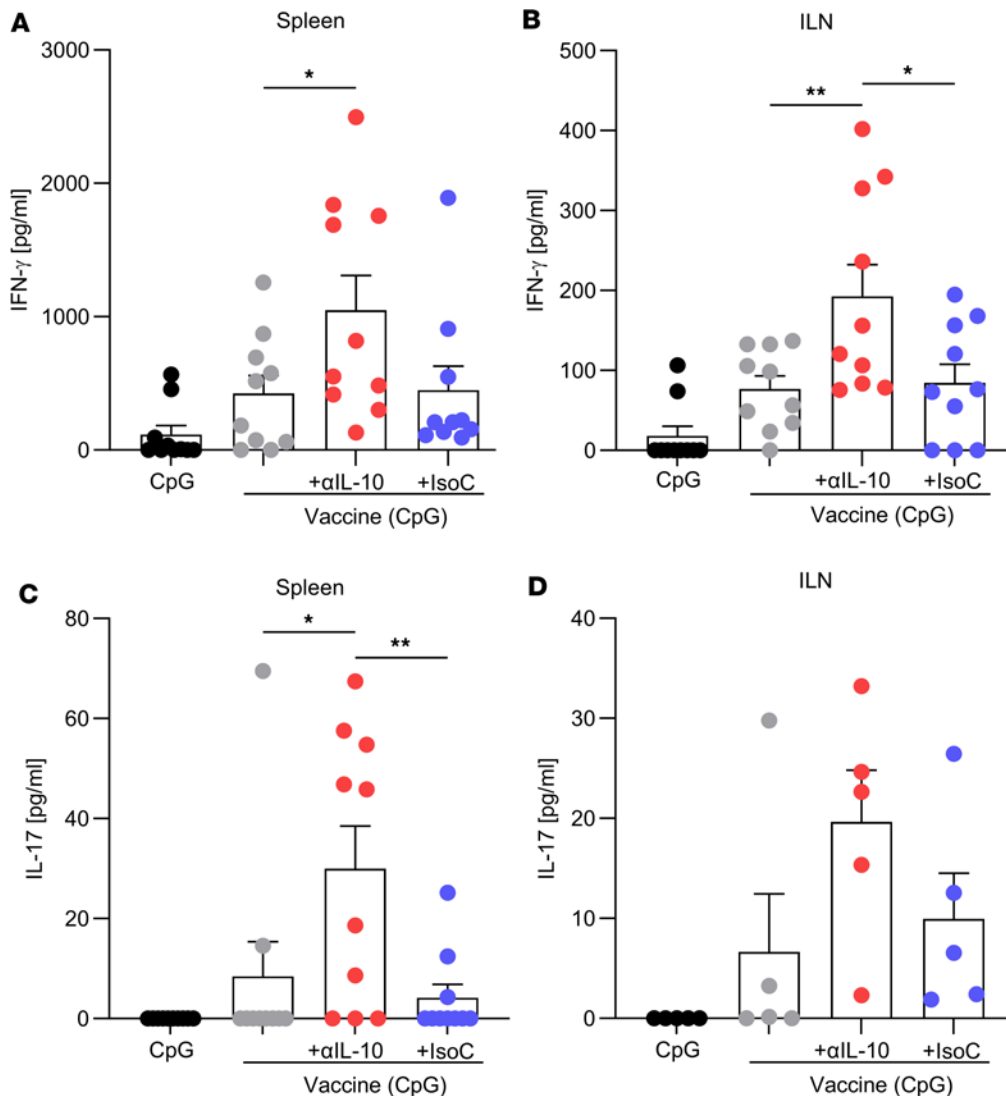 A
Spleen
3000
2000
1000
0
IFN-γ [pg/ml]
*
CpG
+αIL-10
+IsoC
Vaccine (CpG)
B
ILN
500
400
300
200
100
0
IFN-γ [pg/ml]
**
*
CpG
+αIL-10
+IsoC
Vaccine (CpG)
C
Spleen
80
60
40
20
0
IL-17 [pg/ml]
*
**
CpG
+αIL-10
+IsoC
Vaccine (CpG)
D
ILN
40
30
20
10
0
IL-17 [pg/ml]
CpG
+αIL-10
+IsoC
Vaccine (CpG)